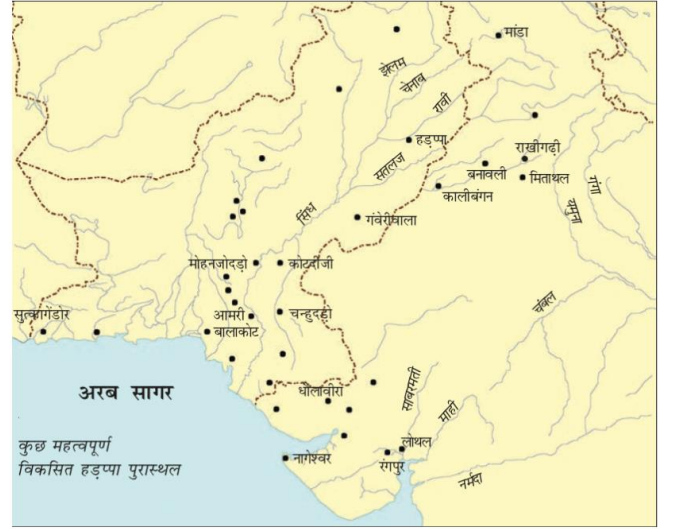 मांडा
झेलम
चेनाब
रावी
हड़प्पा
राखीगढ़ी
सतलज
बनावली
मिताथल
गंगा
कालीबंगन
यमुना
सिंध
गंवेरीवाला
मोहनजोदड़ो
कोटदीजी
चंबल
सुत्कागेंडोर
आमरी
चन्हुदड़ो
बालाकोट
धौलावीरा
साबरमती
अरब सागर
माही
लोथल
कुछ महत्वपूर्ण
विकसित हड़प्पा पुरास्थल
नागेश्वर
रंगपुर
नर्मदा